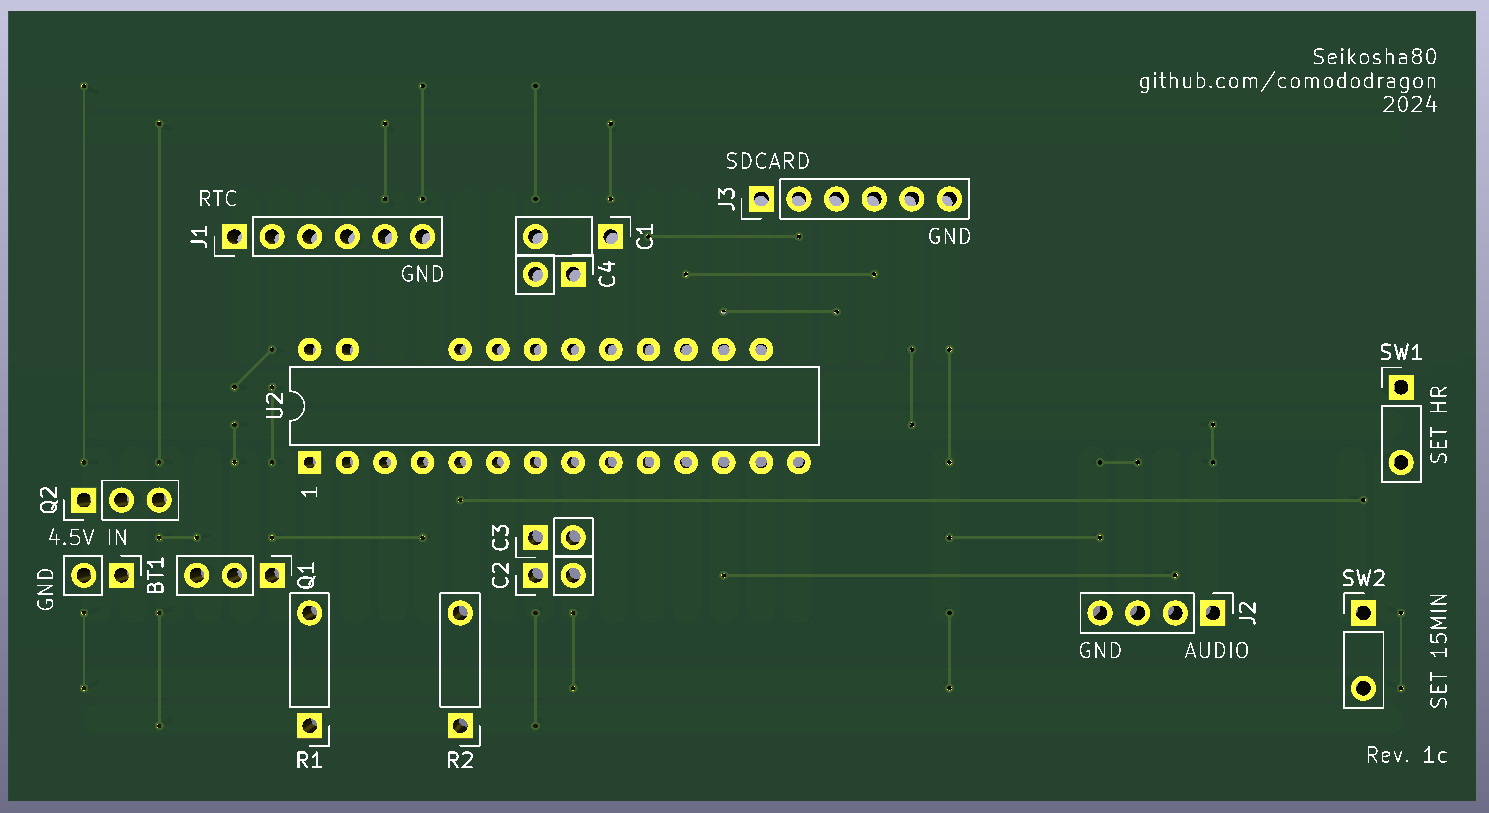 Seikosha80
github.com/comododragon
2024
SDCARD
J3
GND
RTC
J1
GND
C1
C4
U2
1
SW1
SET HR
Q2
4.5V IN
GND
BT1
Q1
C3
C2
SW2
SET 15MIN
J2
GND
AUDIO
R1
R2
Rev. 1c